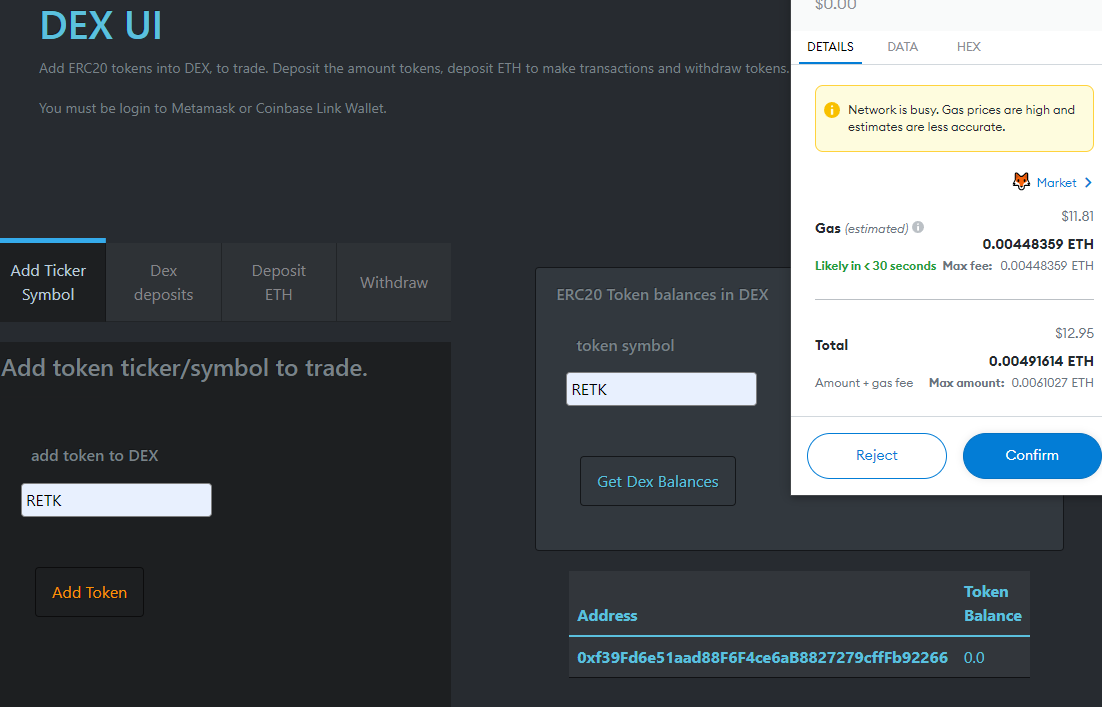 DEX UI
Add ERC20 tokens into DEX, to trade. Deposit the amount tokens, deposit ETH to make transactions and withdraw tokens.
You must be login to Metamask or Coinbase Link Wallet.
Add Ticker
Symbol
Dex
deposits
Deposit
ETH
Withdraw
Add token ticker/symbol to trade.
add token to DEX
RETK
Add Token
ERC20 Token balances in DEX
token symbol
RETK
Get Dex Balances
Address
Token
Balance
0xf39Fd6e51aad88F6F4ce6aB8827279cffFb92266 0.0
$0.00
DETAILS DATA HEX
Network is busy. Gas prices are high and
estimates are less accurate.
Market
$11.81
Gas (estimated)
0.00448359 ETH
Likely in < 30 seconds Max fee: 0.00448359 ETH
$12.95
Total
0.00491614 ETH
Amount + gas fee Max amount: 0.0061027 ETH
Reject Confirm